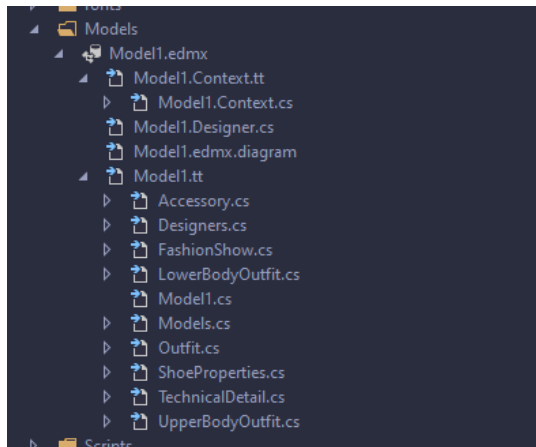 fonts
Models
Model1.edmx
Model1.Context.tt
Model1.Context.cs
Model1.Designer.cs
Model1.edmx.diagram
Model1.tt
Accessory.cs
Designers.cs
FashionShow.cs
LowerBodyOutfit.cs
Model1.cs
Models.cs
Outfit.cs
ShoeProperties.cs
TechnicalDetail.cs
UpperBodyOutfit.cs
Scripts